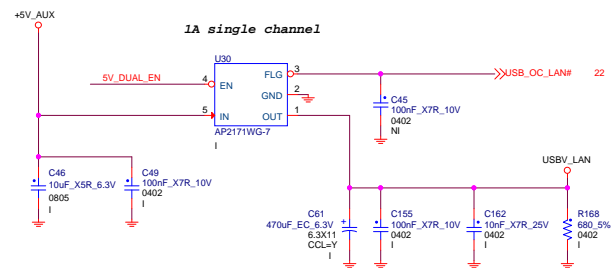 +5V_AUX
1A single channel
U30
5V_DUAL_EN
4
EN
FLG
3
USB_OC_LAN#
22
GND
2
5
IN
OUT
1
AP2171WG-7
I
C45
100nF_X7R_10V
0402
NI
C46
10uF_X5R_6.3V
0805
I
C49
100nF_X7R_10V
0402
I
USBV_LAN
C61
470uF_EC_6.3V
6.3X11
CCL=Y
I
+
C155
100nF_X7R_10V
0402
I
C162
10nF_X7R_25V
0402
I
R168
680_5%
0402
I